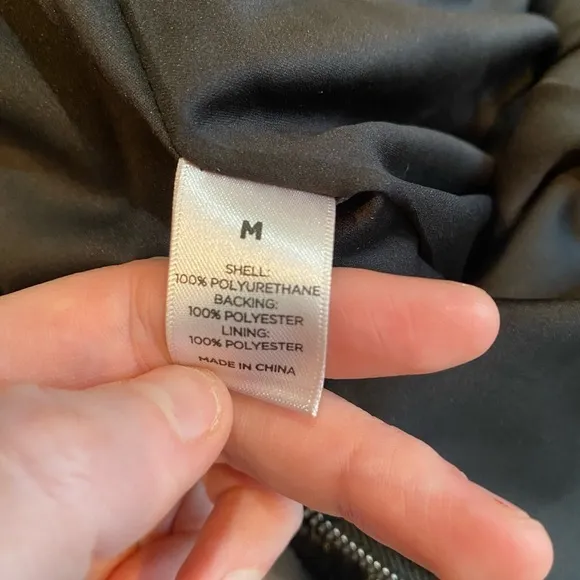 M
SHELL:
100% POLYURETHANE
BACKING:
100% POLYESTER
LINING:
100% POLYESTER
MADE IN CHINA